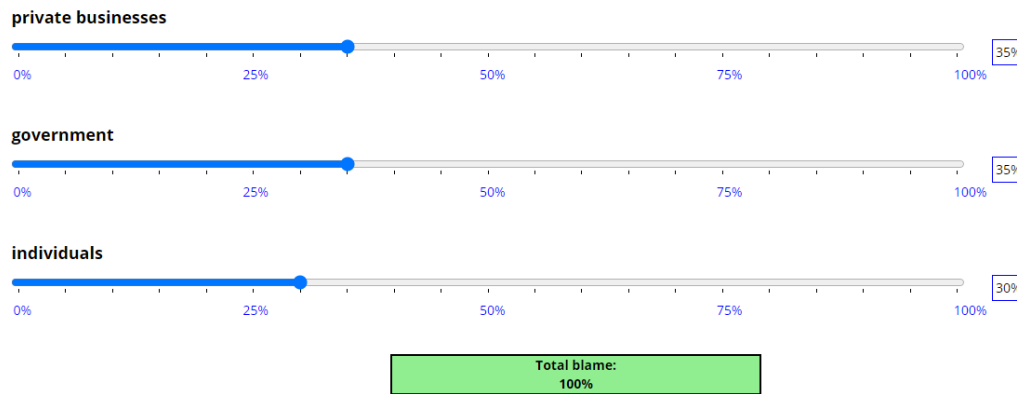 private businesses
35%
0% 25% 50% 75% 100%
government
35%
0% 25% 50% 75% 100%
individuals
30%
0% 25% 50% 75% 100%
Total blame:
100%